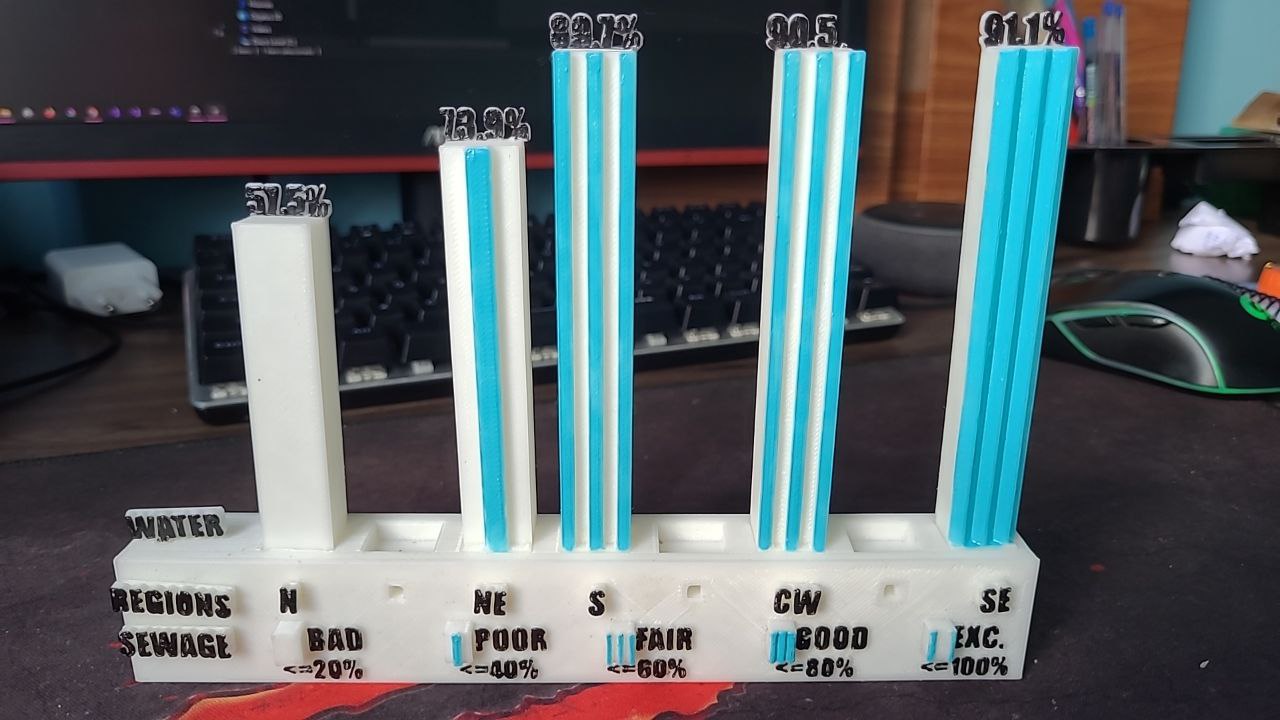 57.3% 73.9% 89.7% 90.5 91.1%
WATER
REGIONS N NE S CW SE
SEWAGE BAD POOR FAIR GOOD EXC.
<=20% <=40% <=60% <=80% <=100%